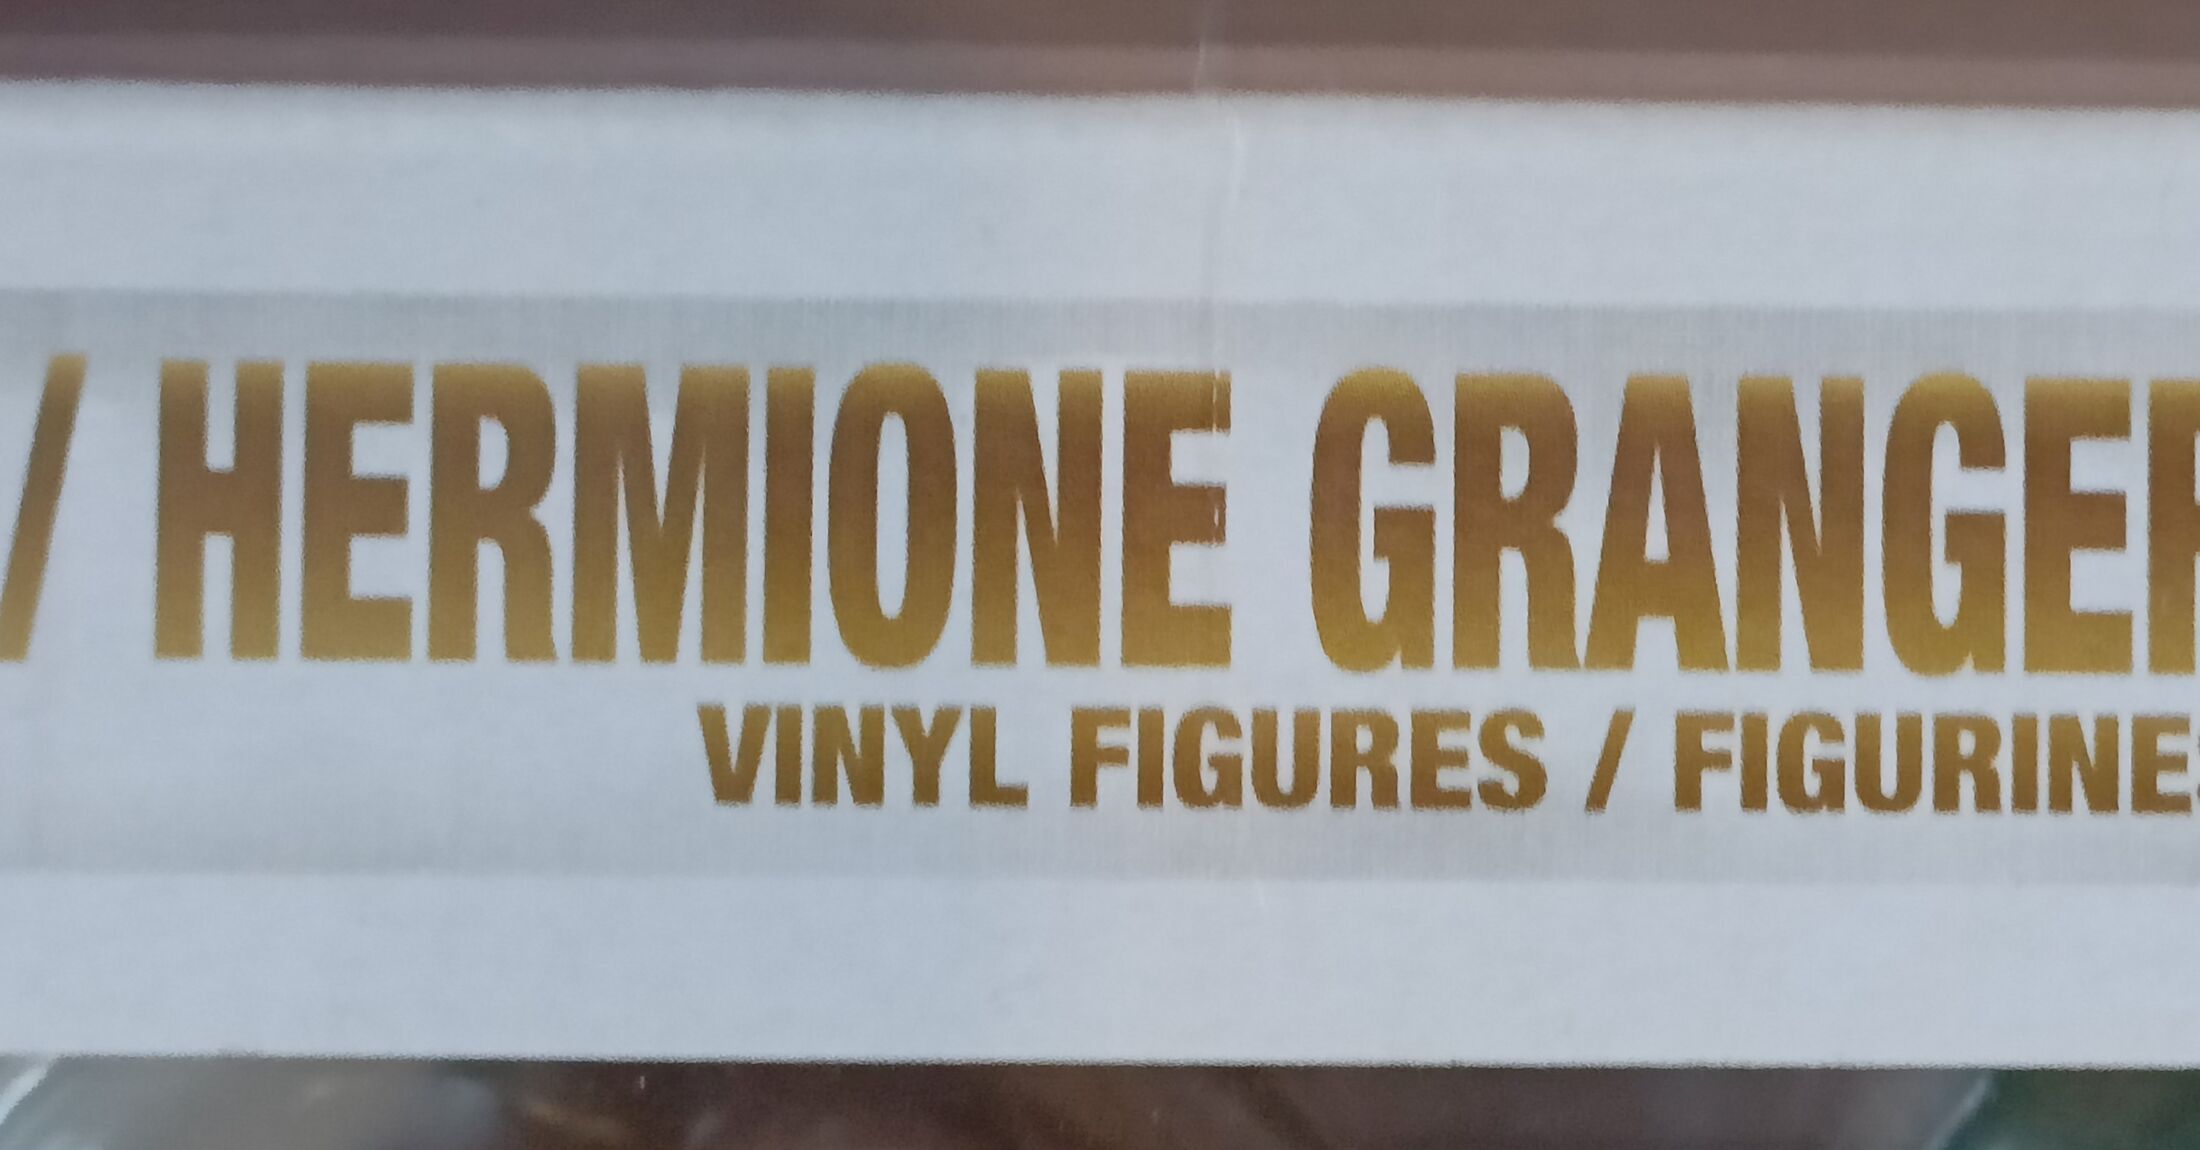 / HERMIONE GRANGER
VINYL FIGURES / FIGURINES